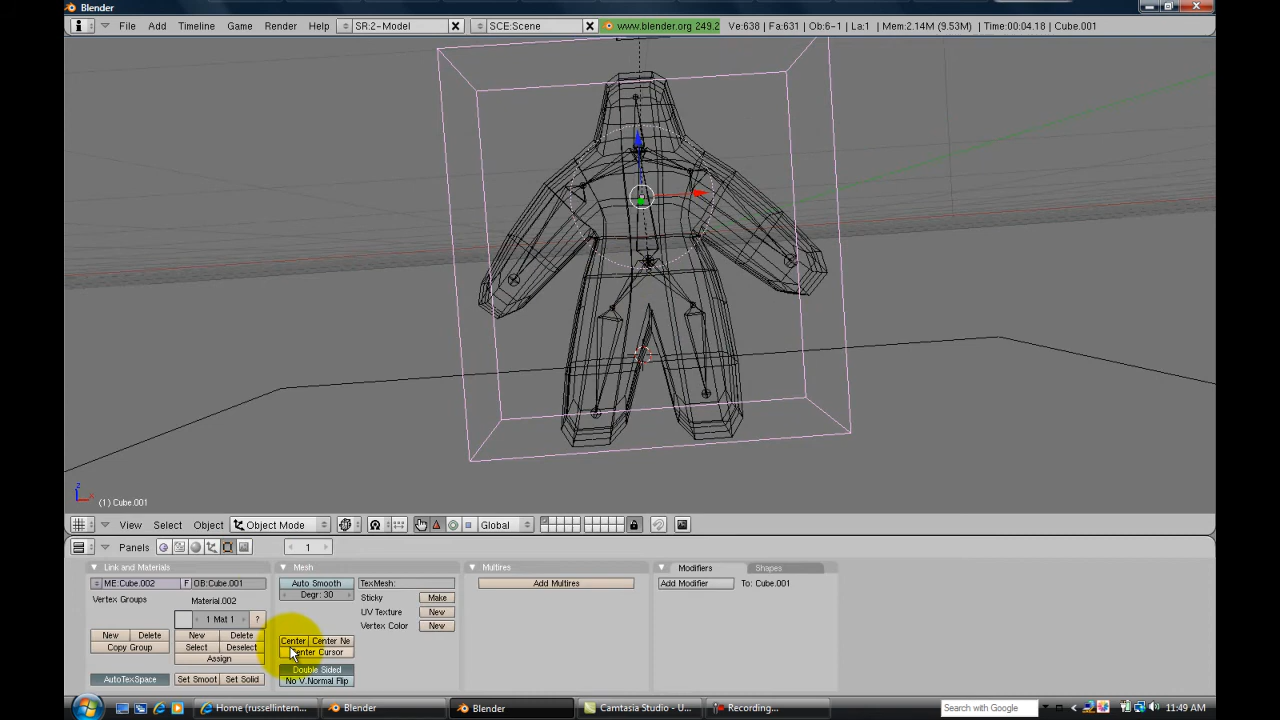 Blender
File Add Timeline Game Render Help SR:2-Model SCE:Scene www.blender.org 249.2 Ve:638 | Fa:631 | Ob:6-1 | La:1 | Mem:2.14M (9.53M) | Time:00:04.18 | Cube.001
z
(1) Cube.001
View Select Object Object Mode Global
Panels 1
Link and Materials Mesh Multires Modifiers Shapes
ME:Cube.002 F OB:Cube.001 Auto Smooth TexMesh: Add Multires Add Modifier To: Cube.001
Vertex Groups Material.002 Degr: 30 Sticky Make
1 Mat 1 ? UV Texture New
Vertex Color New
New Delete New Delete Center Center Ne
Copy Group Select Deselect enter Cursor
Assign Double Sided
AutoTexSpace Set Smoot Set Solid No V.Normal Flip
Home (russellintern... Blender Blender Camtasia Studio - U... Recording... Search with Google 11:49 AM